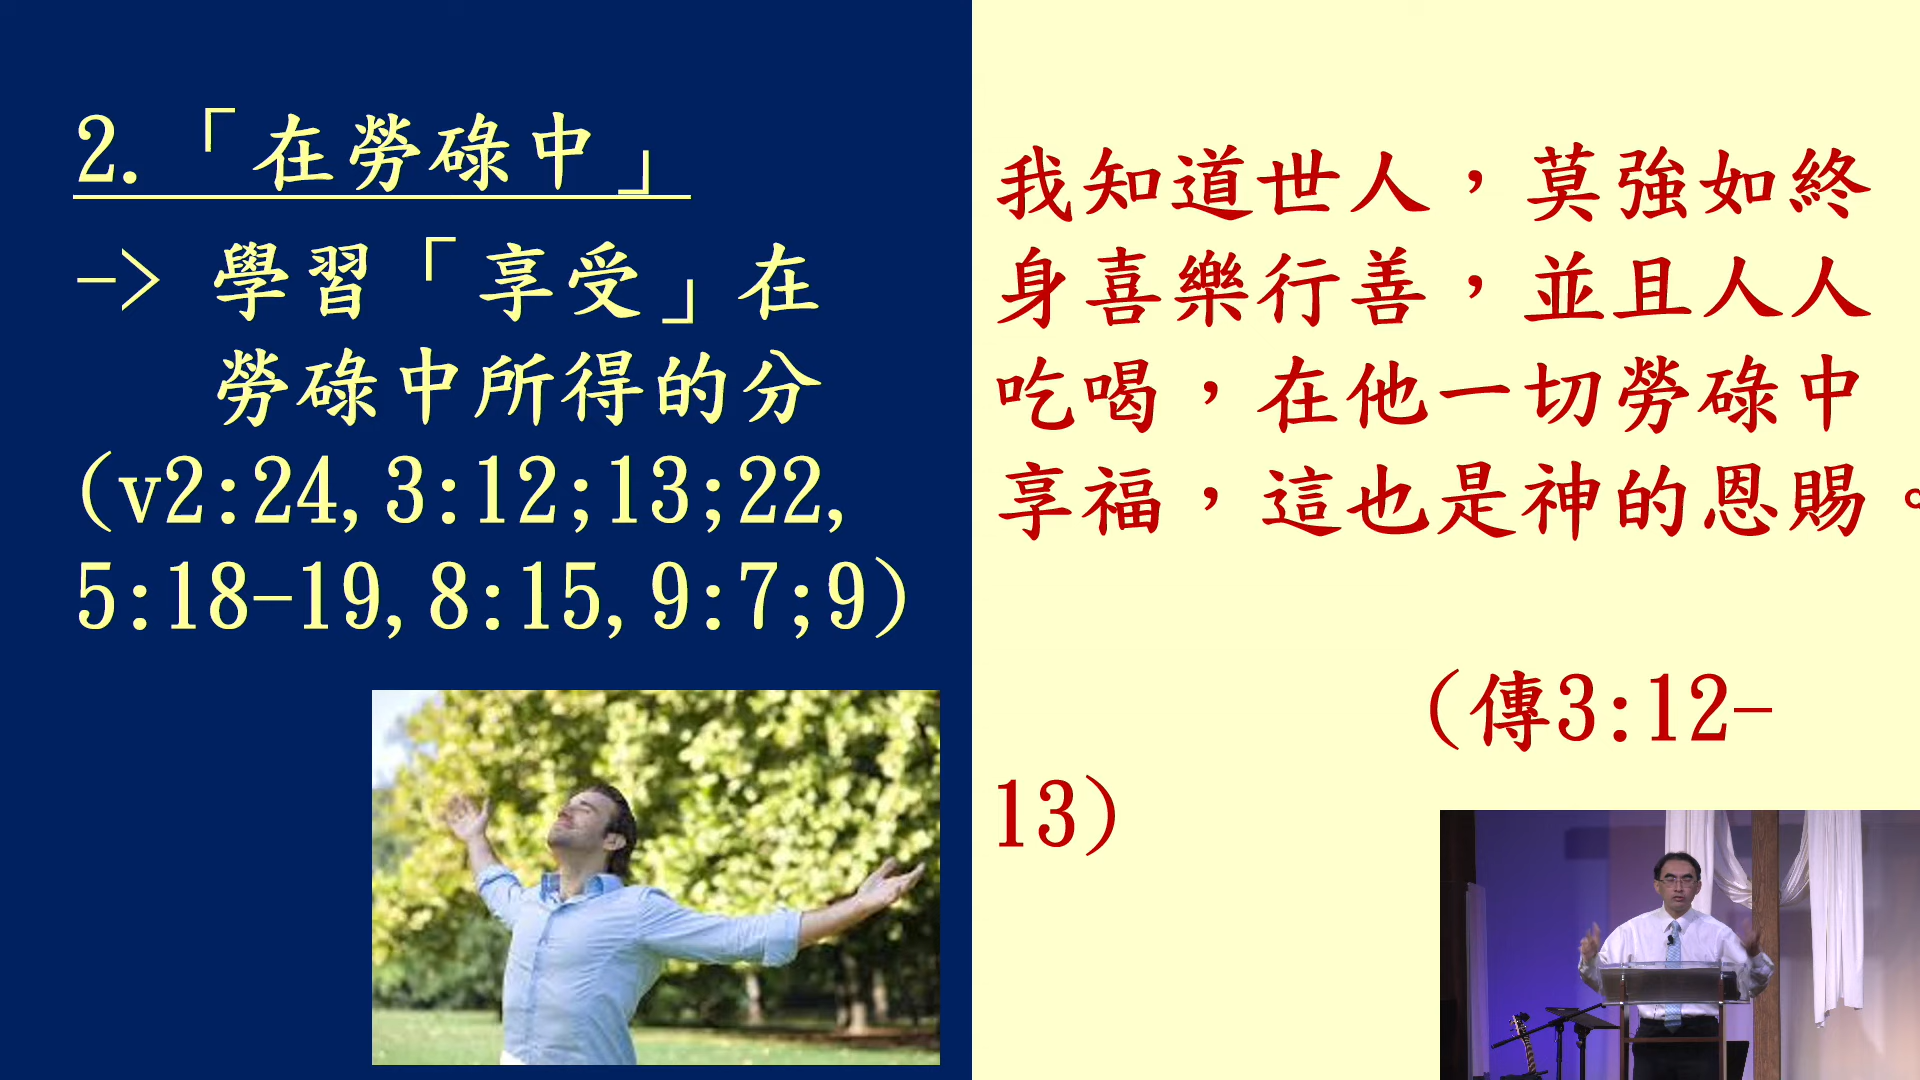 2.「在勞碌中」
-> 學習「享受」在
勞碌中所得的分
(v2:24,3:12;13;22,
5:18-19,8:15,9:7;9)
我知道世人，莫強如終
身喜樂行善，並且人人
吃喝，在他一切勞碌中
享福，這也是神的恩賜。
(傳3:12-
13)